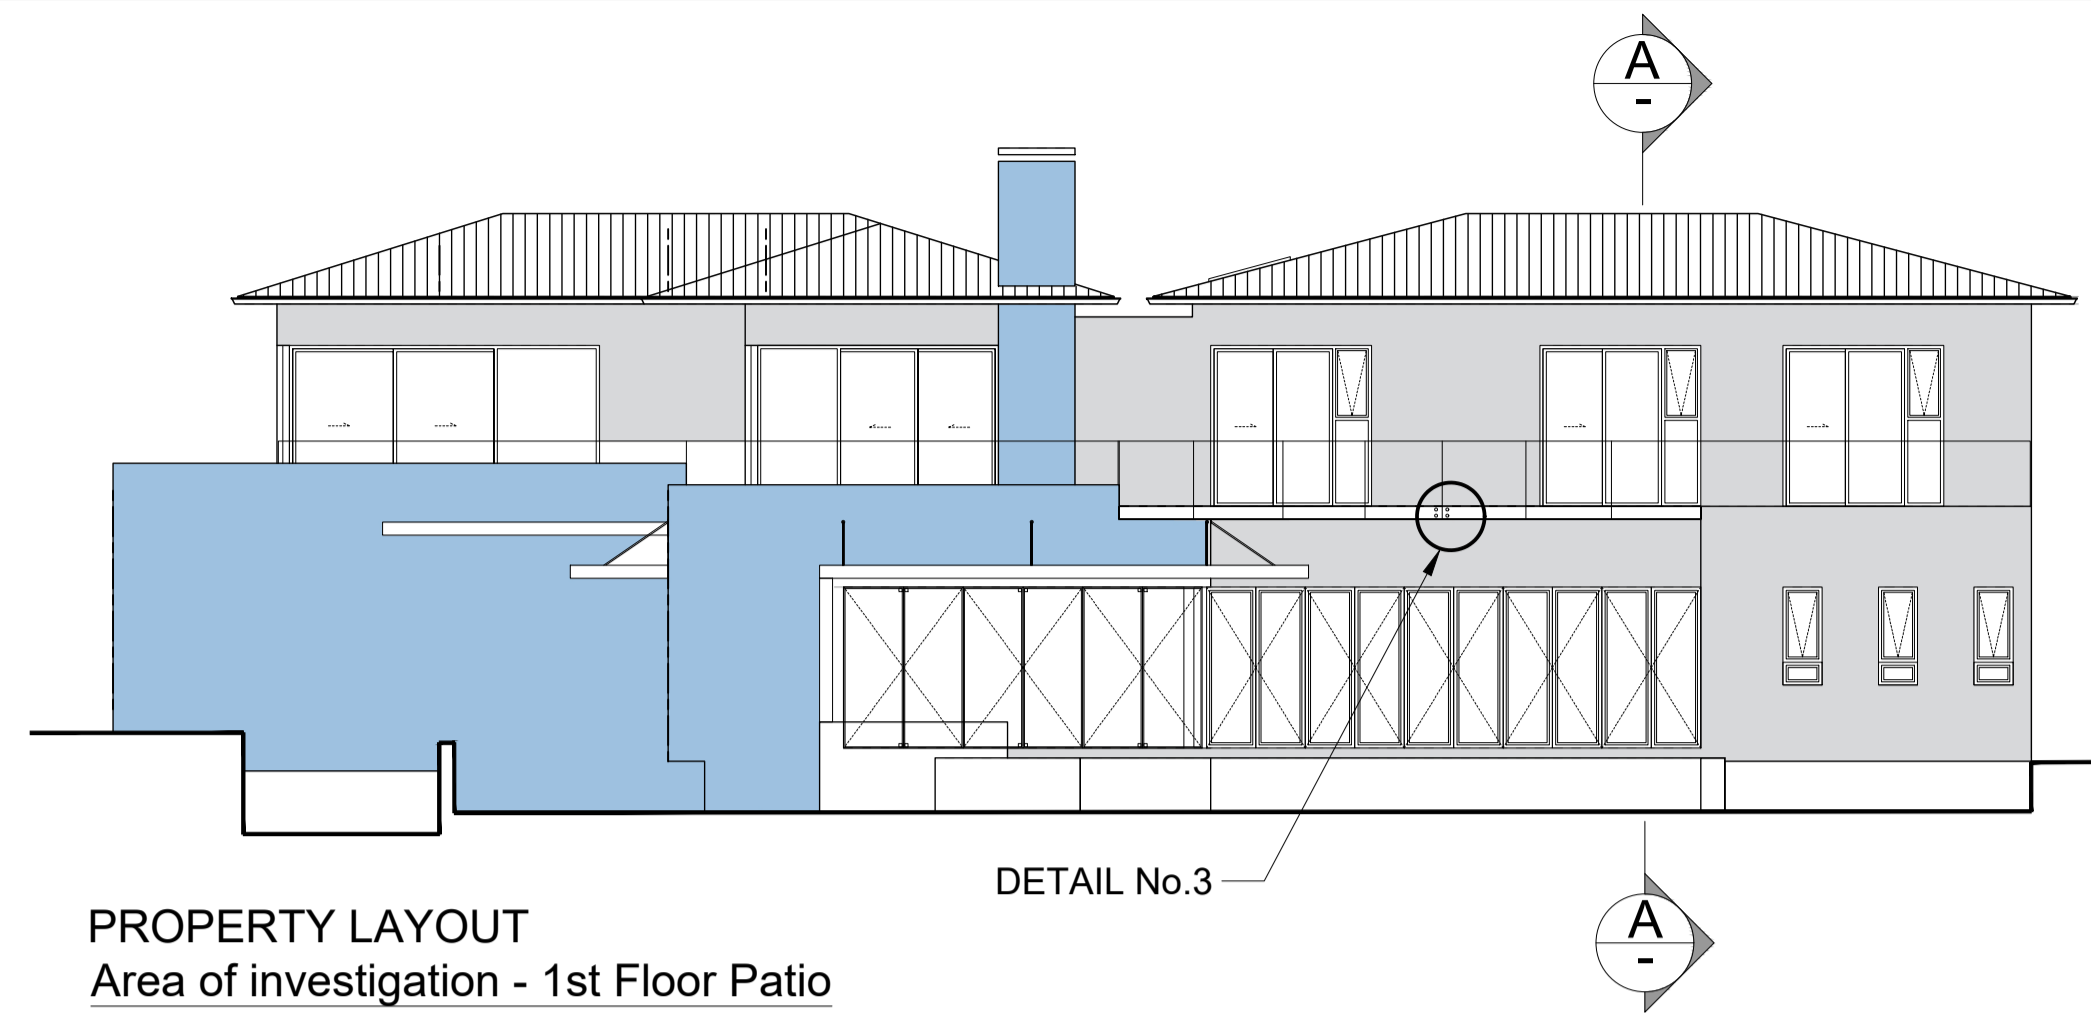 A
-
DETAIL No.3
PROPERTY LAYOUT
Area of investigation - 1st Floor Patio
A
-